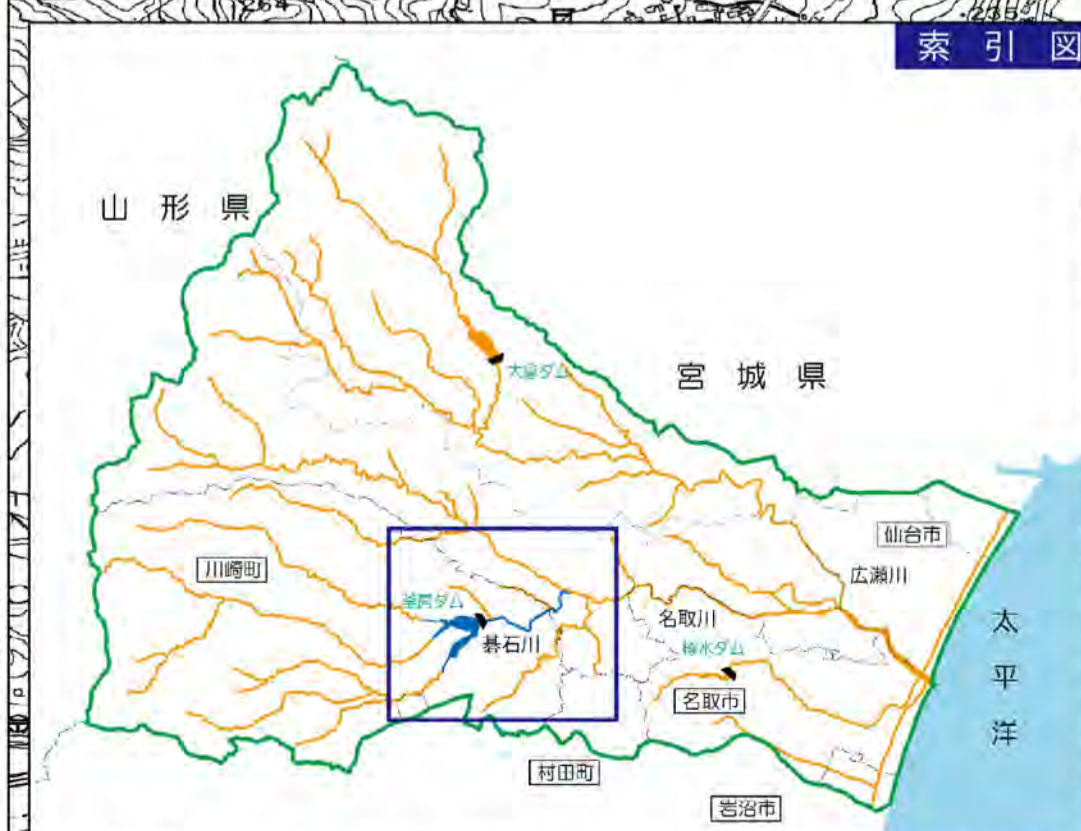 索引図
山形県
宮城県
大倉ダム
仙台市
川崎町
広瀬川
釜房ダム
名取川
碁石川
樽水ダム
名取市
太平洋
村田町
岩沼市